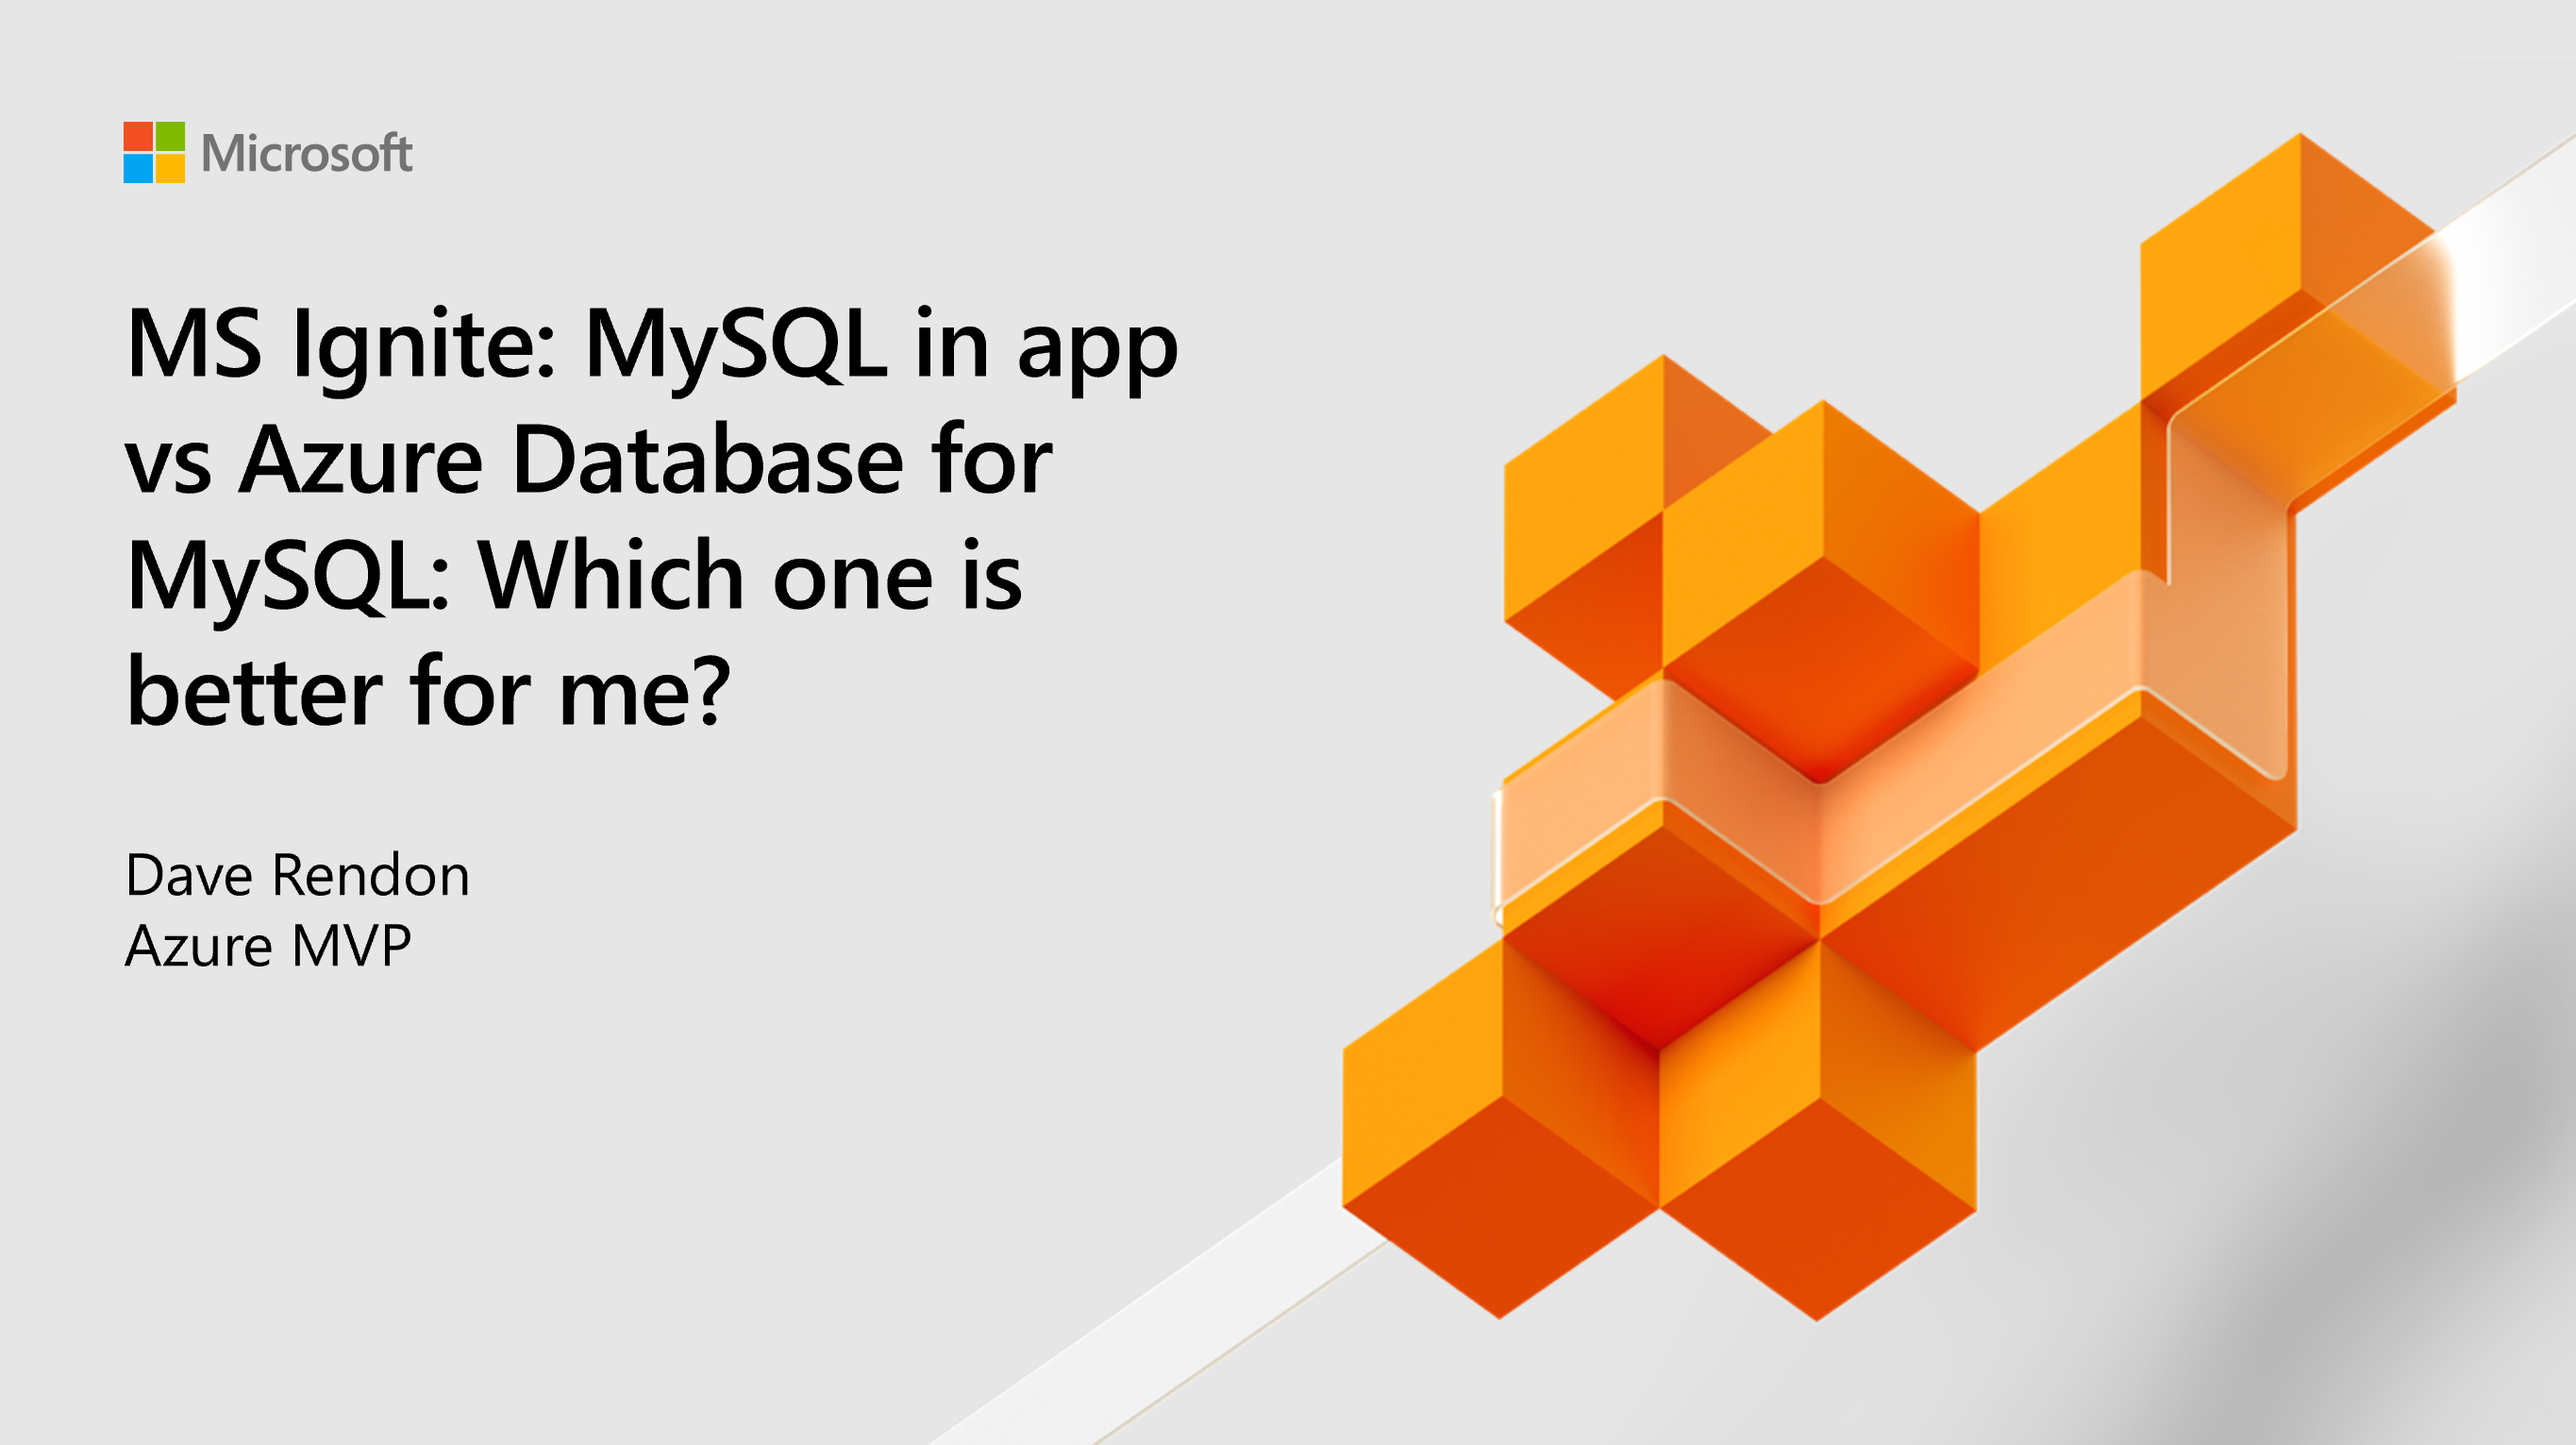 Microsoft
MS Ignite: MySQL in app
vs Azure Database for
MySQL: Which one is
better for me?
Dave Rendon
Azure MVP